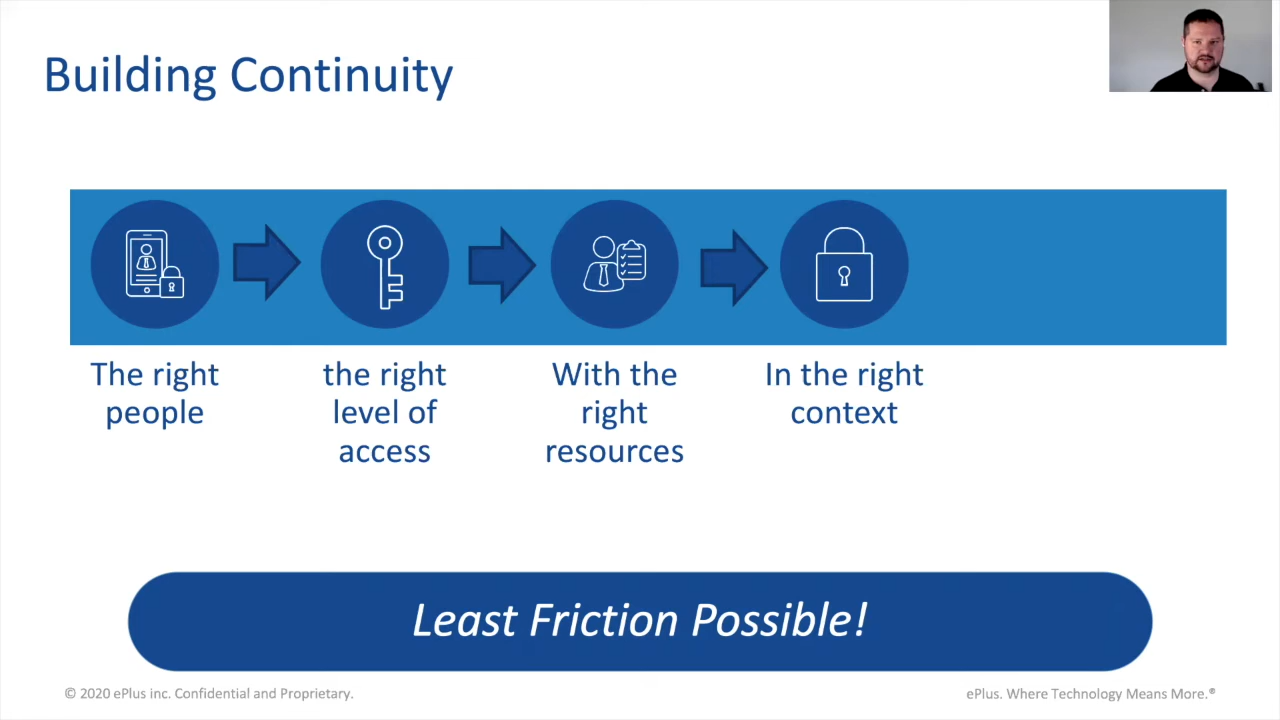 Building Continuity
The right
people
the right
level of
access
With the
right
resources
In the right
context
Least Friction Possible!
© 2020 ePlus inc. Confidential and Proprietary.
ePlus. Where Technology Means More.®